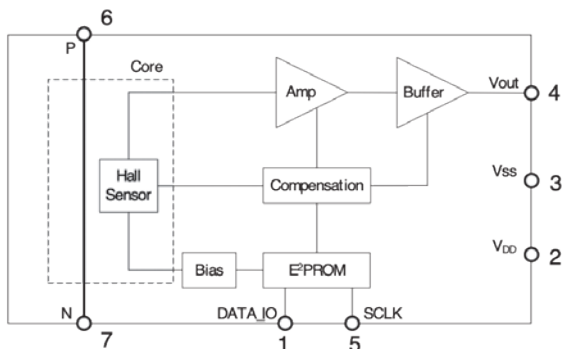 6
P
Core
Amp
Buffer
Vout
4
Hall
Sensor
Compensation
Vss
3
Bias
E²PROM
VDD
2
N
DATA_IO
SCLK
7
1
5